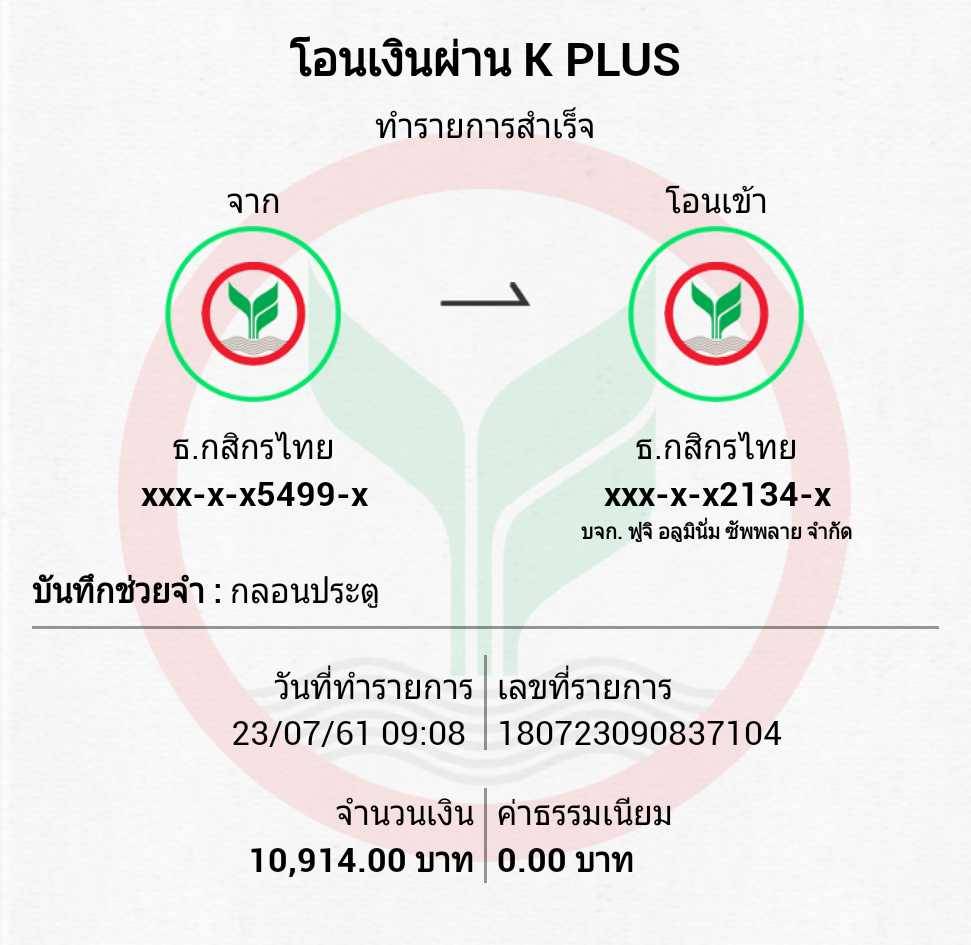 โอนเงินผ่าน K PLUS
ทำรายการสำเร็จ
จาก
โอนเข้า
ธ.กสิกรไทย
xxx-x-x5499-x
ธ.กสิกรไทย
xxx-x-x2134-x
บจก. ฟูจิ อลูมินั่ม ซัพพลาย จำกัด
บันทึกช่วยจำ : กลอนประตู
วันที่ทำรายการ
23/07/61 09:08
เลขที่รายการ
180723090837104
จำนวนเงิน
10,914.00 บาท
ค่าธรรมเนียม
0.00 บาท